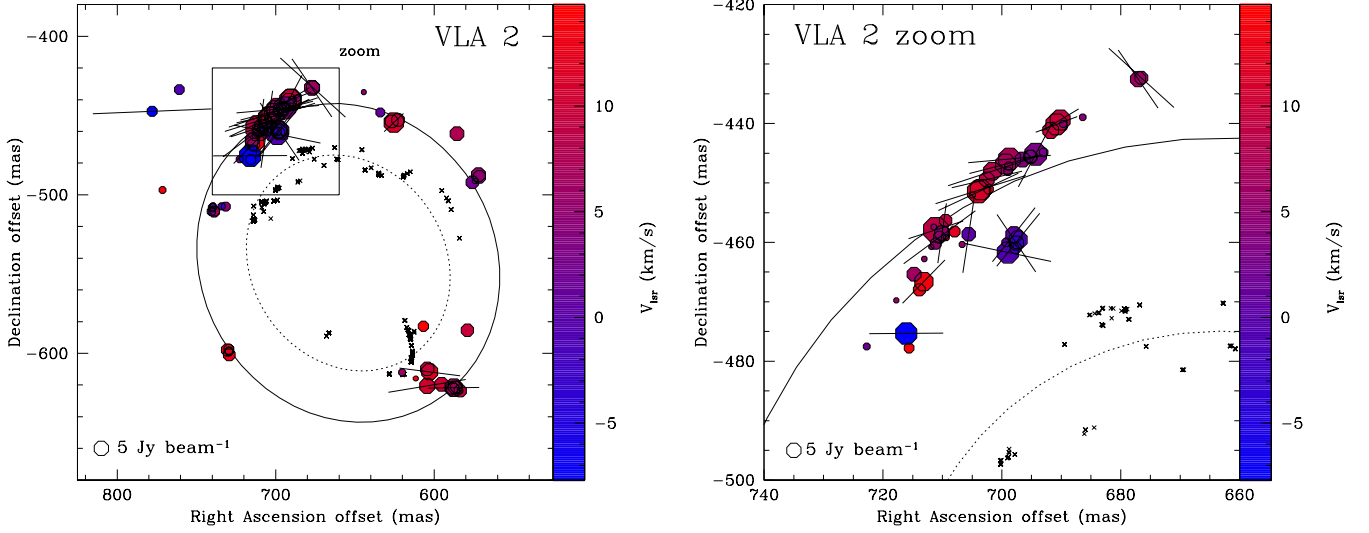 VLA 2
zoom
−400
−500
−600
800
700
600
Declination offset (mas)
Right Ascension offset (mas)
5 Jy beam⁻¹
10
5
0
−5
V_lsr (km/s)
VLA 2 zoom
−420
−440
−460
−480
−500
740
720
700
680
660
Declination offset (mas)
Right Ascension offset (mas)
5 Jy beam⁻¹
10
5
0
−5
V_lsr (km/s)